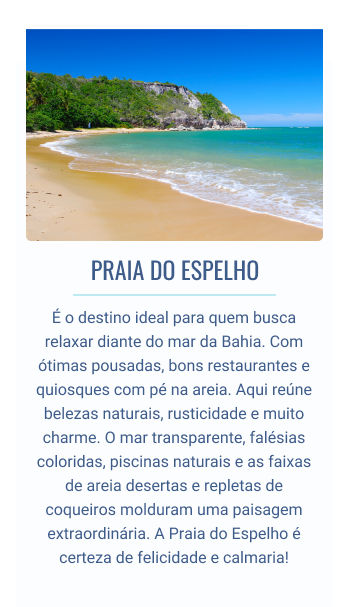 PRAIA DO ESPELHO
É o destino ideal para quem busca
relaxar diante do mar da Bahia. Com
ótimas pousadas, bons restaurantes e
quiosques com pé na areia. Aqui reúne
belezas naturais, rusticidade e muito
charme. O mar transparente, falésias
coloridas, piscinas naturais e as faixas
de areia desertas e repletas de
coqueiros molduram uma paisagem
extraordinária. A Praia do Espelho é
certeza de felicidade e calmaria!